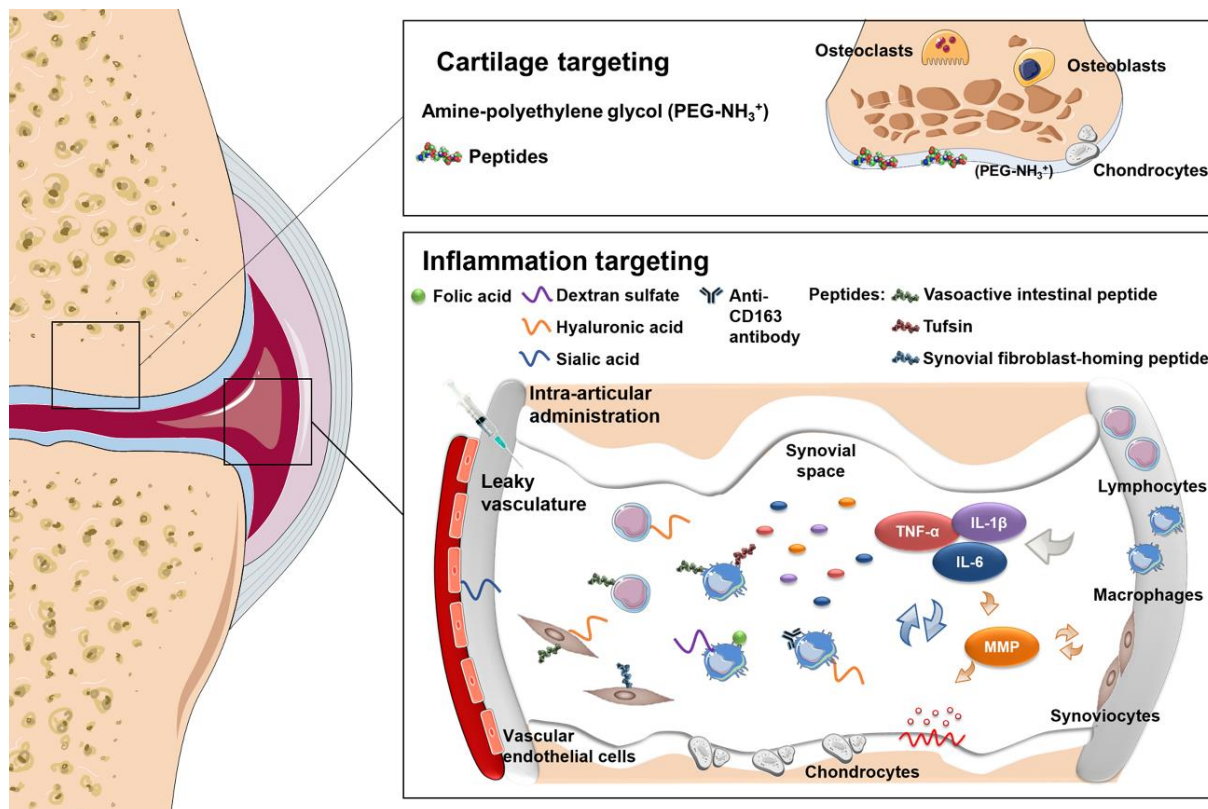 Cartilage targeting
Amine-polyethylene glycol (PEG-NH₃⁺)
Peptides
Osteoclasts
Osteoblasts
(PEG-NH₃⁺)
Chondrocytes
Inflammation targeting
Folic acid
Dextran sulfate
Hyaluronic acid
Sialic acid
Anti-
CD163
antibody
Peptides:
Vasoactive intestinal peptide
Tufsin
Synovial fibroblast-homing peptide
Intra-articular
administration
Leaky
vasculature
Synovial
space
TNF-α
IL-1β
IL-6
MMP
Lymphocytes
Macrophages
Synoviocytes
Vascular
endothelial cells
Chondrocytes